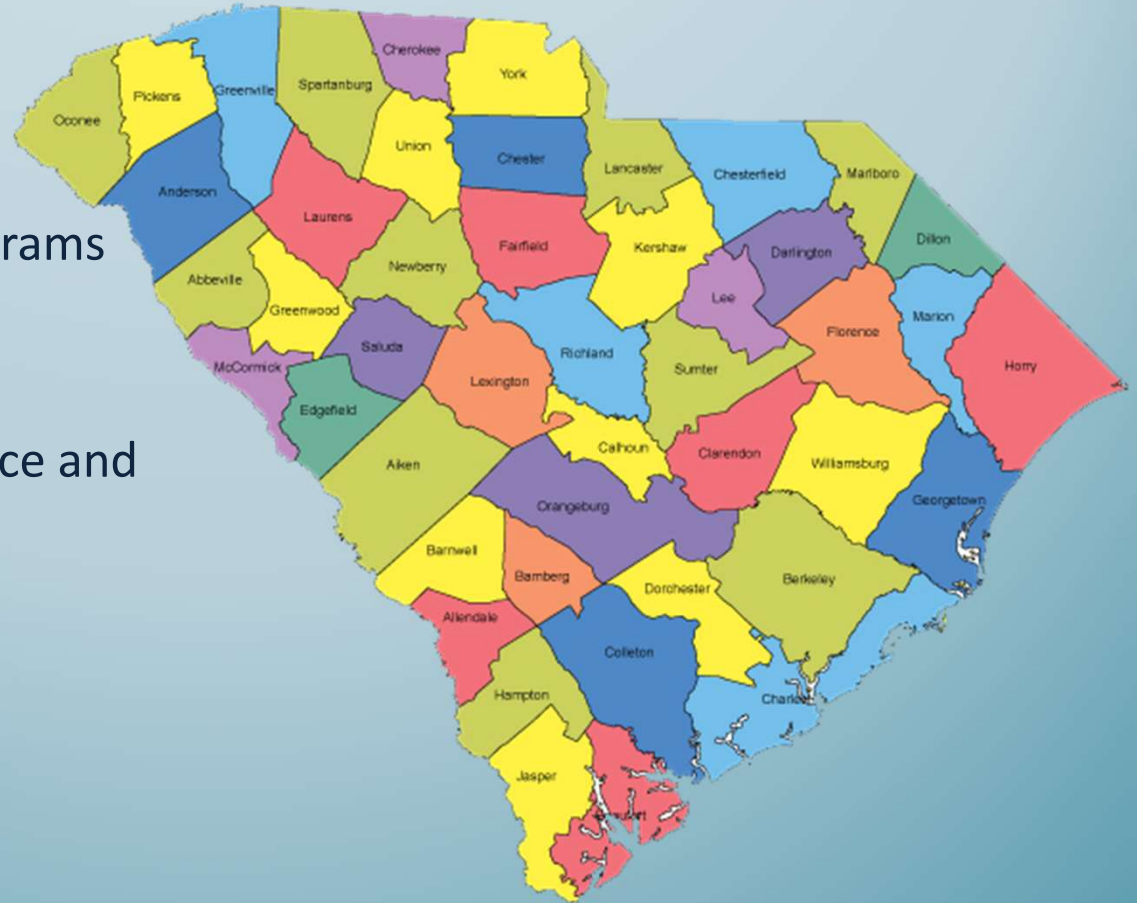 rams
ce and
Cherokee
York
Pickens
Greenville
Spartanburg
Oconee
Union
Chester
Lancaster
Chesterfield
Marlboro
Anderson
Laurens
Fairfield
Kershaw
Darlington
Dillon
Abbeville
Newberry
Lee
Greenwood
Saluda
Richland
Florence
Marion
McCormick
Lexington
Sumter
Horry
Edgefield
Aiken
Calhoun
Clarendon
Williamsburg
Orangeburg
Georgetown
Barnwell
Bamberg
Dorchester
Berkeley
Allendale
Colleton
Hampton
Jasper